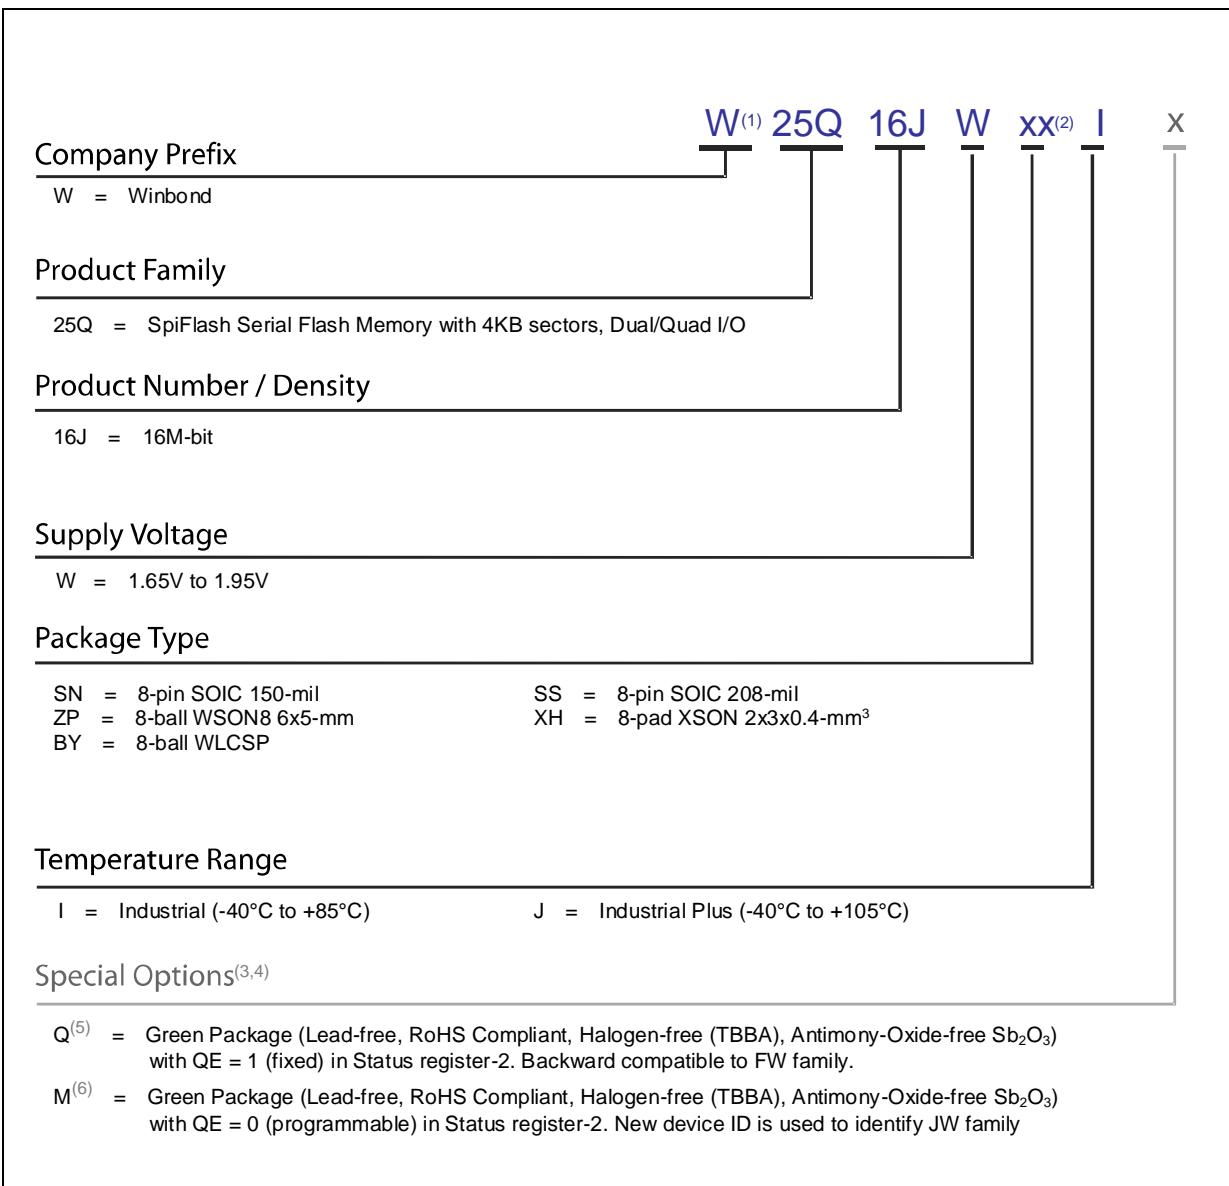 W(1) 25Q 16J W xx(2) I x
Company Prefix
W = Winbond
Product Family
25Q = SpiFlash Serial Flash Memory with 4KB sectors, Dual/Quad I/O
Product Number / Density
16J = 16M-bit
Supply Voltage
W = 1.65V to 1.95V
Package Type
SN = 8-pin SOIC 150-mil SS = 8-pin SOIC 208-mil
ZP = 8-ball WSON8 6x5-mm XH = 8-pad XSON 2x3x0.4-mm³
BY = 8-ball WLCSP
Temperature Range
I = Industrial (-40°C to +85°C) J = Industrial Plus (-40°C to +105°C)
Special Options(3,4)
Q(5) = Green Package (Lead-free, RoHS Compliant, Halogen-free (TBBA), Antimony-Oxide-free Sb₂O₃)
with QE = 1 (fixed) in Status register-2. Backward compatible to FW family.
M(6) = Green Package (Lead-free, RoHS Compliant, Halogen-free (TBBA), Antimony-Oxide-free Sb₂O₃)
with QE = 0 (programmable) in Status register-2. New device ID is used to identify JW family